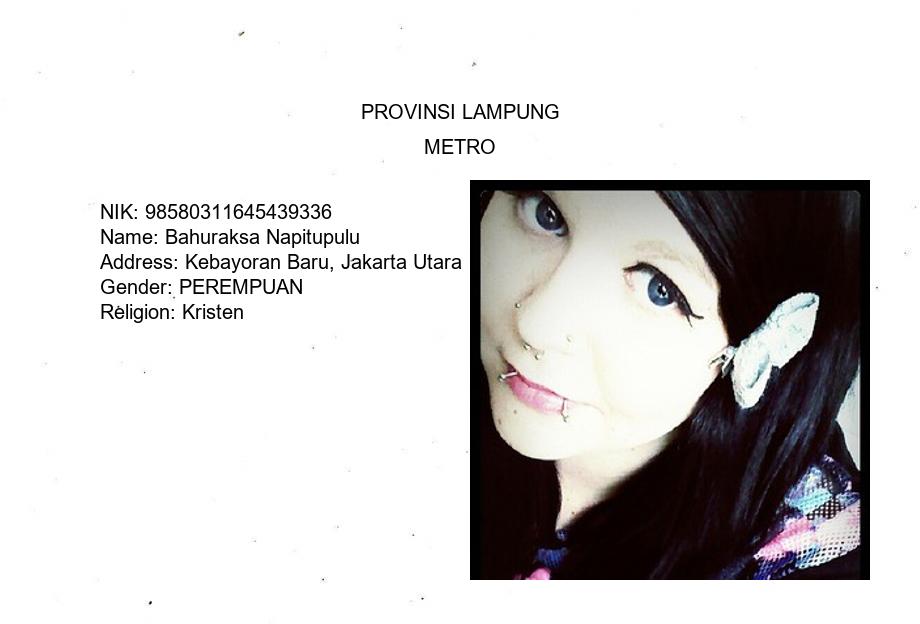 PROVINSI LAMPUNG
METRO
NIK: 98580311645439336
Name: Bahuraksa Napitupulu
Address: Kebayoran Baru, Jakarta Utara
Gender: PEREMPUAN
Religion: Kristen